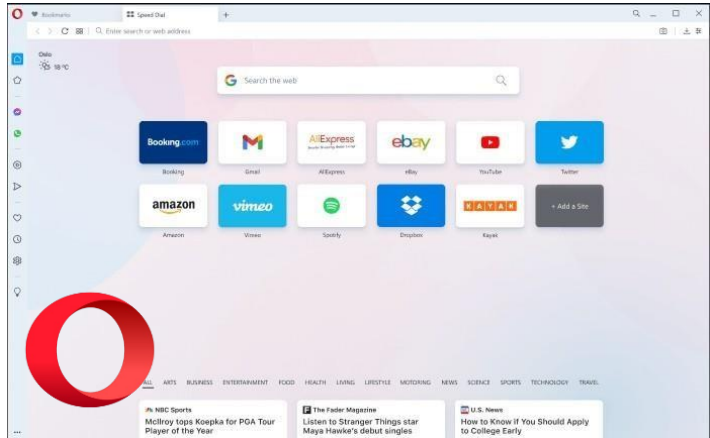 Bookmarks
Speed Dial
Enter search or web address
Oslo
18 °C
Search the web
Booking.com
M
AliExpress
ebay
Booking
Gmail
AliExpress
eBay
YouTube
Twitter
amazon
vimeo
KAYAK
+ Add a Site
Amazon
Vimeo
Spotify
Dropbox
Kayak
ALL ARTS BUSINESS ENTERTAINMENT FOOD HEALTH LIVING LIFESTYLE MOTORING NEWS SCIENCE SPORTS TECHNOLOGY TRAVEL
NBC Sports
McIlroy tops Koepka for PGA Tour
Player of the Year
The Fader Magazine
Listen to Stranger Things star
Maya Hawke's debut singles
U.S. News
How to Know if You Should Apply
to College Early